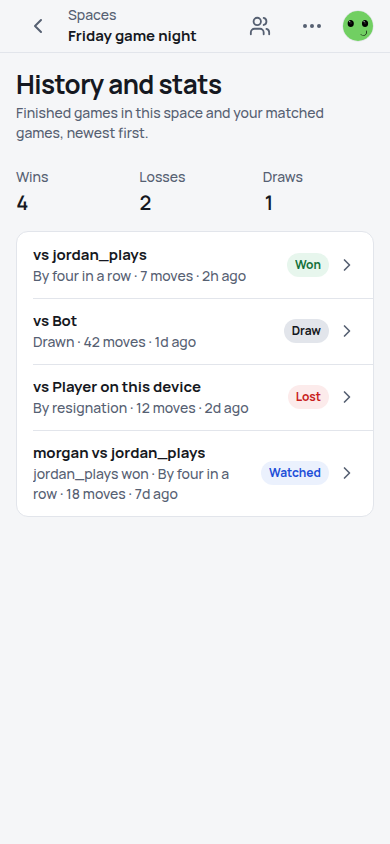 Spaces
Friday game night
History and stats
Finished games in this space and your matched
games, newest first.
Wins
Losses
Draws
4
2
1
vs jordan_plays
By four in a row · 7 moves · 2h ago
Won
vs Bot
Drawn · 42 moves · 1d ago
Draw
vs Player on this device
By resignation · 12 moves · 2d ago
Lost
morgan vs jordan_plays
jordan_plays won · By four in a
row · 18 moves · 7d ago
Watched